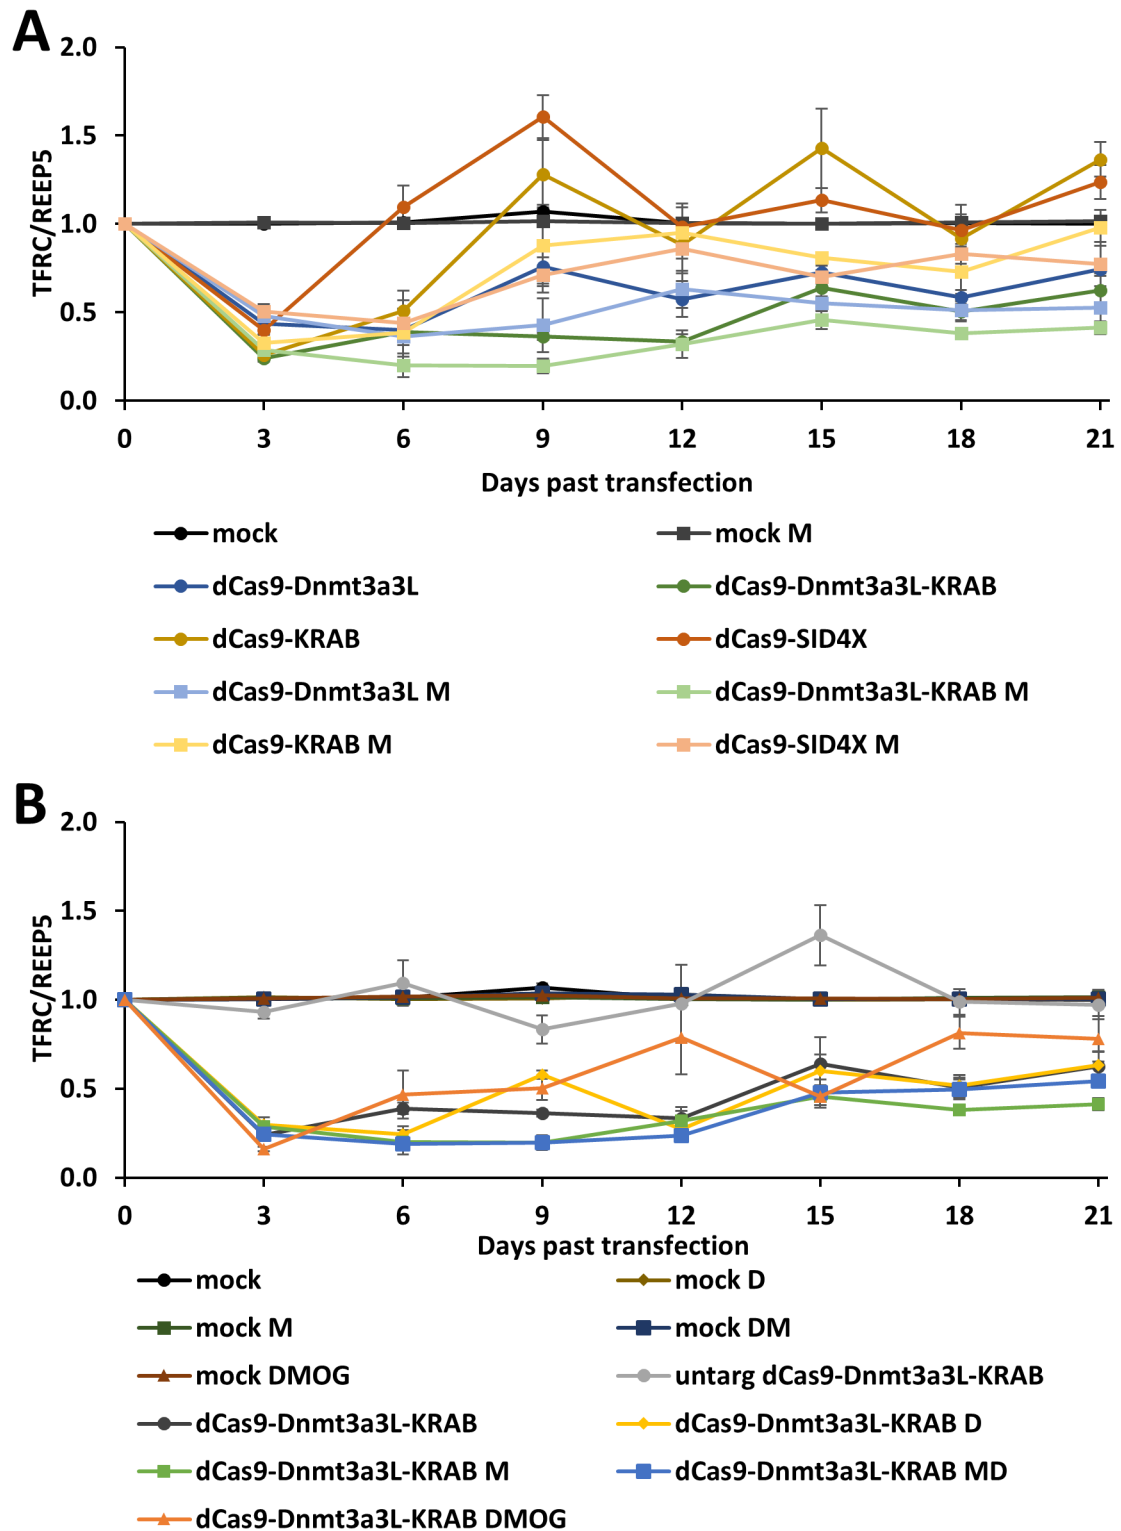 A
2.0
1.5
1.0
0.5
0.0
TFRC/REEP5
0 3 6 9 12 15 18 21
Days past transfection
mock mock M
dCas9-Dnmt3a3L dCas9-Dnmt3a3L-KRAB
dCas9-KRAB dCas9-SID4X
dCas9-Dnmt3a3L M dCas9-Dnmt3a3L-KRAB M
dCas9-KRAB M dCas9-SID4X M
B
2.0
1.5
1.0
0.5
0.0
TFRC/REEP5
0 3 6 9 12 15 18 21
Days past transfection
mock mock D
mock M mock DM
mock DMOG untarg dCas9-Dnmt3a3L-KRAB
dCas9-Dnmt3a3L-KRAB dCas9-Dnmt3a3L-KRAB D
dCas9-Dnmt3a3L-KRAB M dCas9-Dnmt3a3L-KRAB MD
dCas9-Dnmt3a3L-KRAB DMOG